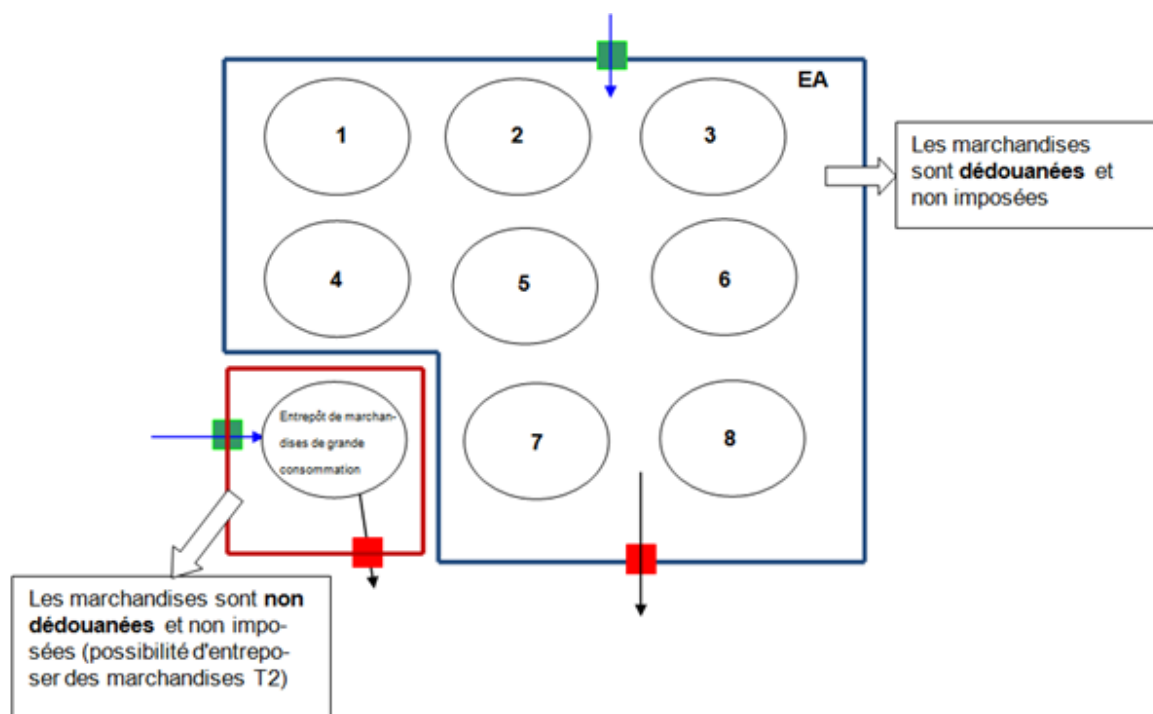 EA
1
2
3
Les marchandises
sont dédouanées et
non imposées
4
5
6
Entrepôt de marchan-
dises de grande
consommation
7
8
Les marchandises sont non
dédouanées et non impo-
sées (possibilité d'entrepo-
ser des marchandises T2)